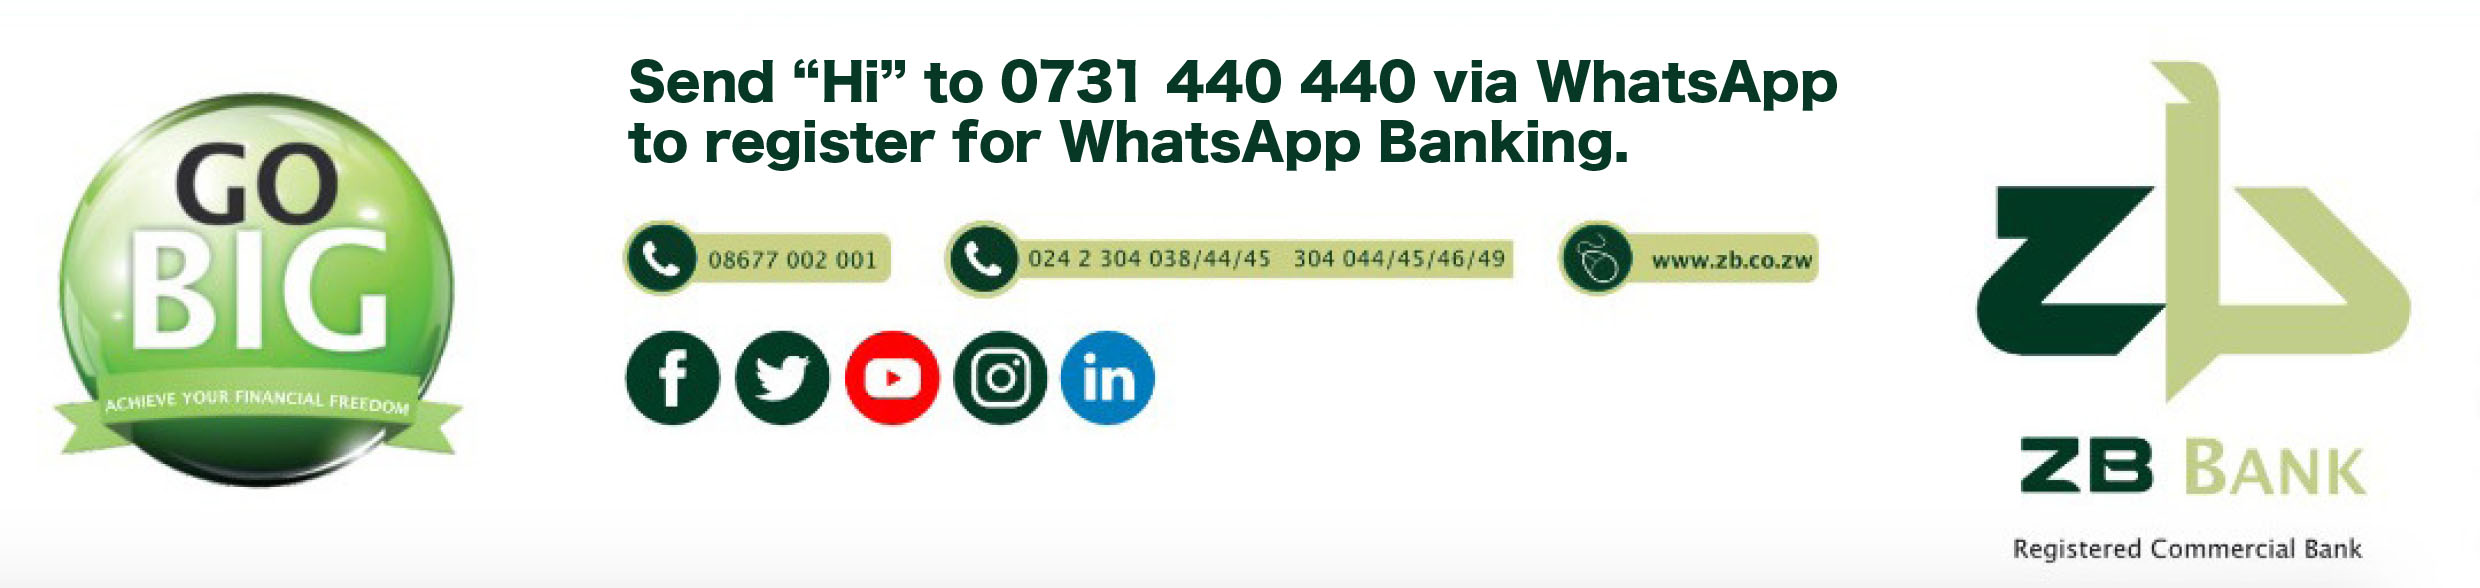 GO
BIG
ACHIEVE YOUR FINANCIAL FREEDOM
Send “Hi” to 0731 440 440 via WhatsApp
to register for WhatsApp Banking.
08677 002 001
024 2 304 038/44/45 304 044/45/46/49
www.zb.co.zw
f
in
zb
ZB BANK
Registered Commercial Bank